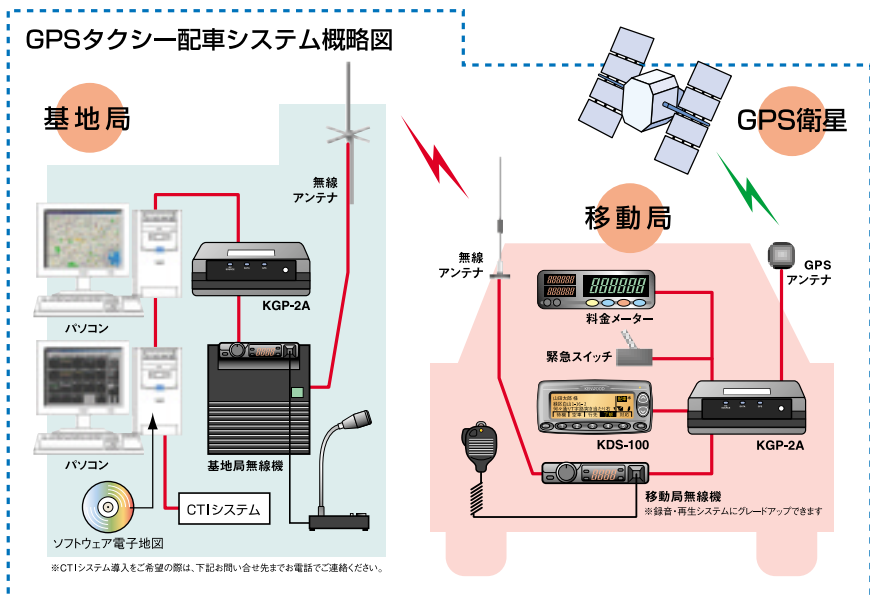 GPSタクシー配車システム概略図
基地局
GPS衛星
移動局
無線
アンテナ
KGP-2A
パソコン
基地局無線機
パソコン
CTIシステム
ソフトウェア電子地図
※CTIシステム導入をご希望の際は、下記お問い合せ先までお電話でご連絡ください。
無線
アンテナ
GPS
アンテナ
料金メーター
緊急スイッチ
山田太郎 様
KDS-100
KGP-2A
移動局無線機
※録音・再生システムにグレードアップできます